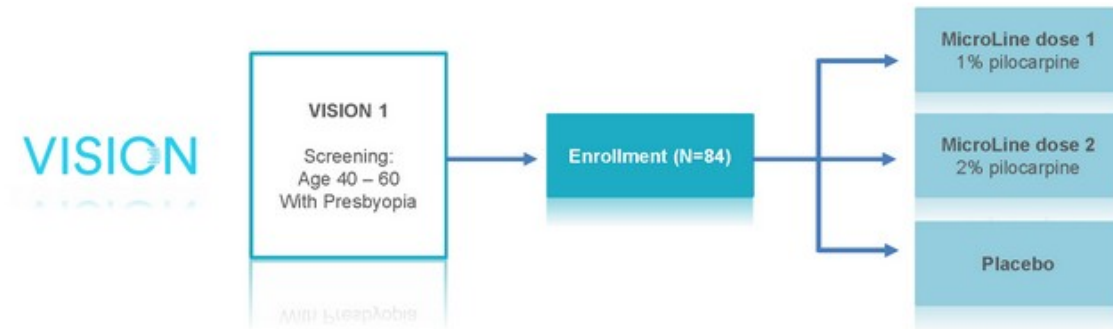 VISION
VISION 1
Screening:
Age 40 – 60
With Presbyopia
Enrollment (N=84)
MicroLine dose 1
1% pilocarpine
MicroLine dose 2
2% pilocarpine
Placebo